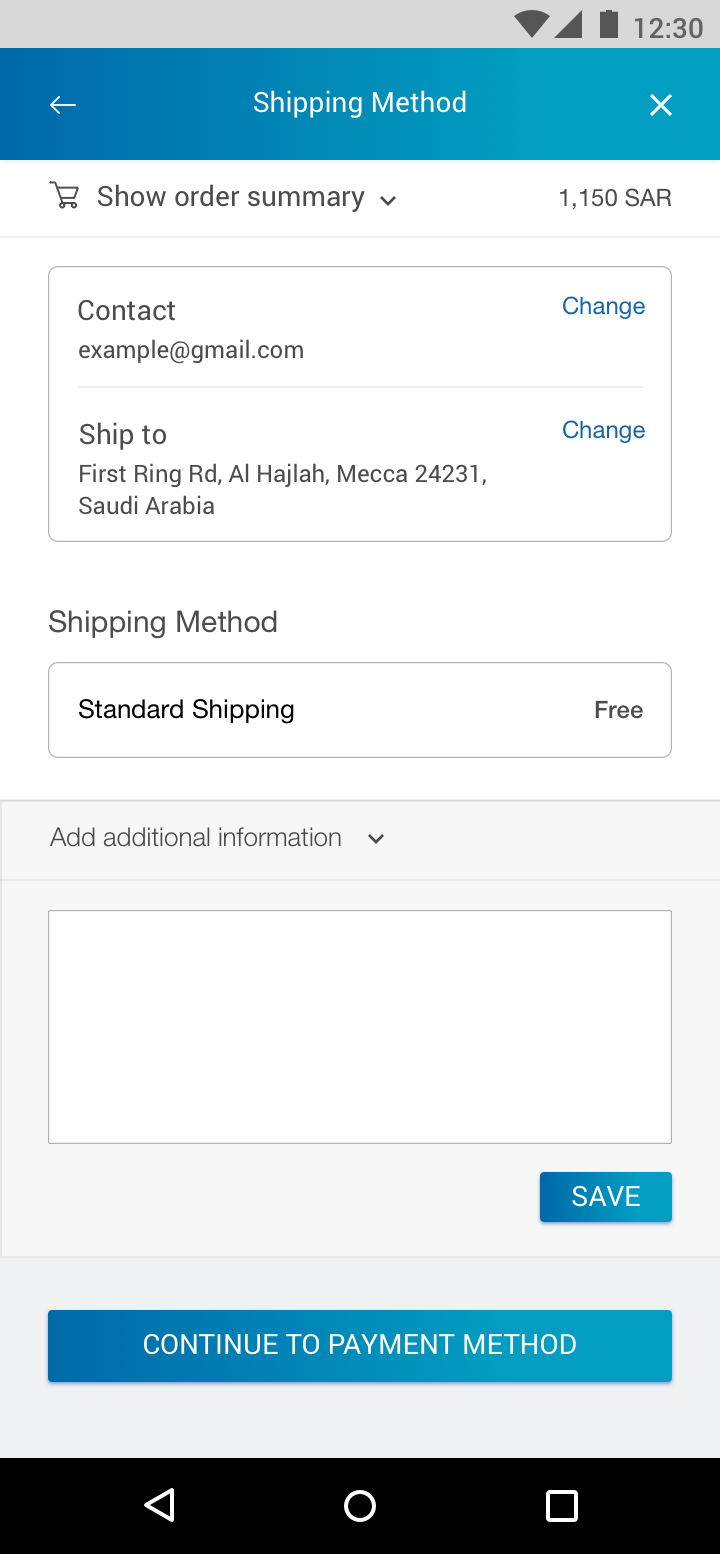 12:30
Shipping Method
Show order summary
1,150 SAR
Contact
Change
example@gmail.com
Ship to
Change
First Ring Rd, Al Hajlah, Mecca 24231,
Saudi Arabia
Shipping Method
Standard Shipping
Free
Add additional information
SAVE
CONTINUE TO PAYMENT METHOD